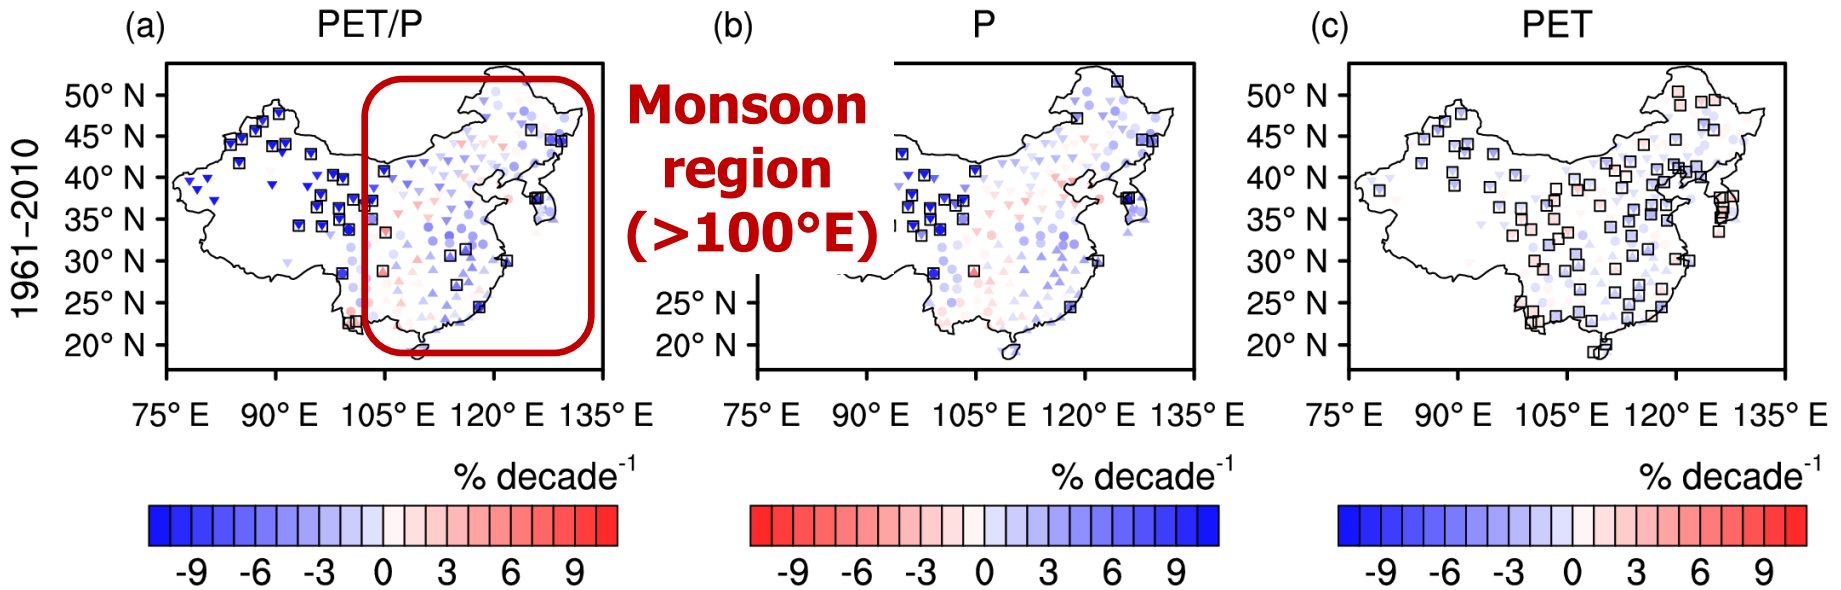 (a) PET/P
(b) P
(c) PET
1961-2010
50° N
45° N
40° N
35° N
30° N
25° N
20° N
75° E 90° E 105° E 120° E 135° E
Monsoon
region
(>100°E)
25° N
20° N
75° E 90° E 105° E 120° E 135° E
50° N
45° N
40° N
35° N
30° N
25° N
20° N
75° E 90° E 105° E 120° E 135° E
% decade⁻¹
-9 -6 -3 0 3 6 9
% decade⁻¹
-9 -6 -3 0 3 6 9
% decade⁻¹
-9 -6 -3 0 3 6 9